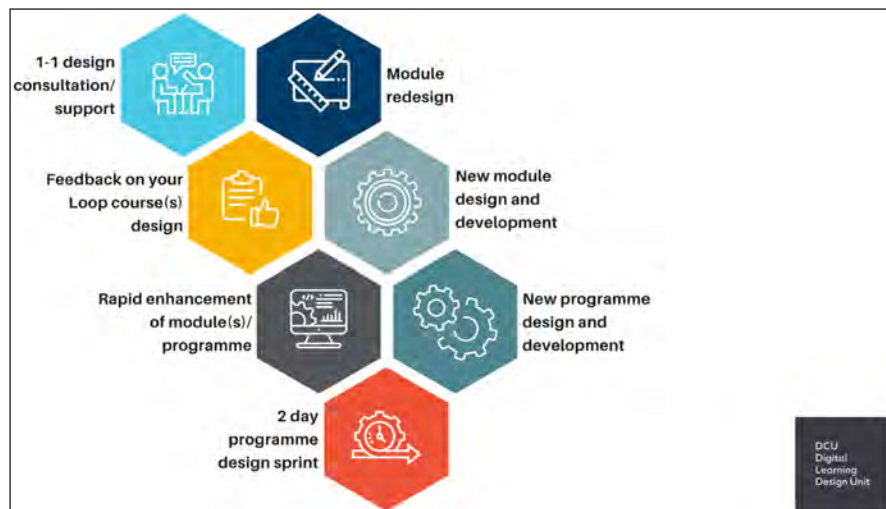 1-1 design
consultation/
support
Module
redesign
Feedback on your
Loop course(s)
design
New module
design and
development
Rapid enhancement
of module(s)/
programme
New programme
design and
development
2 day
programme
design sprint
DCU
Digital
Learning
Design Unit